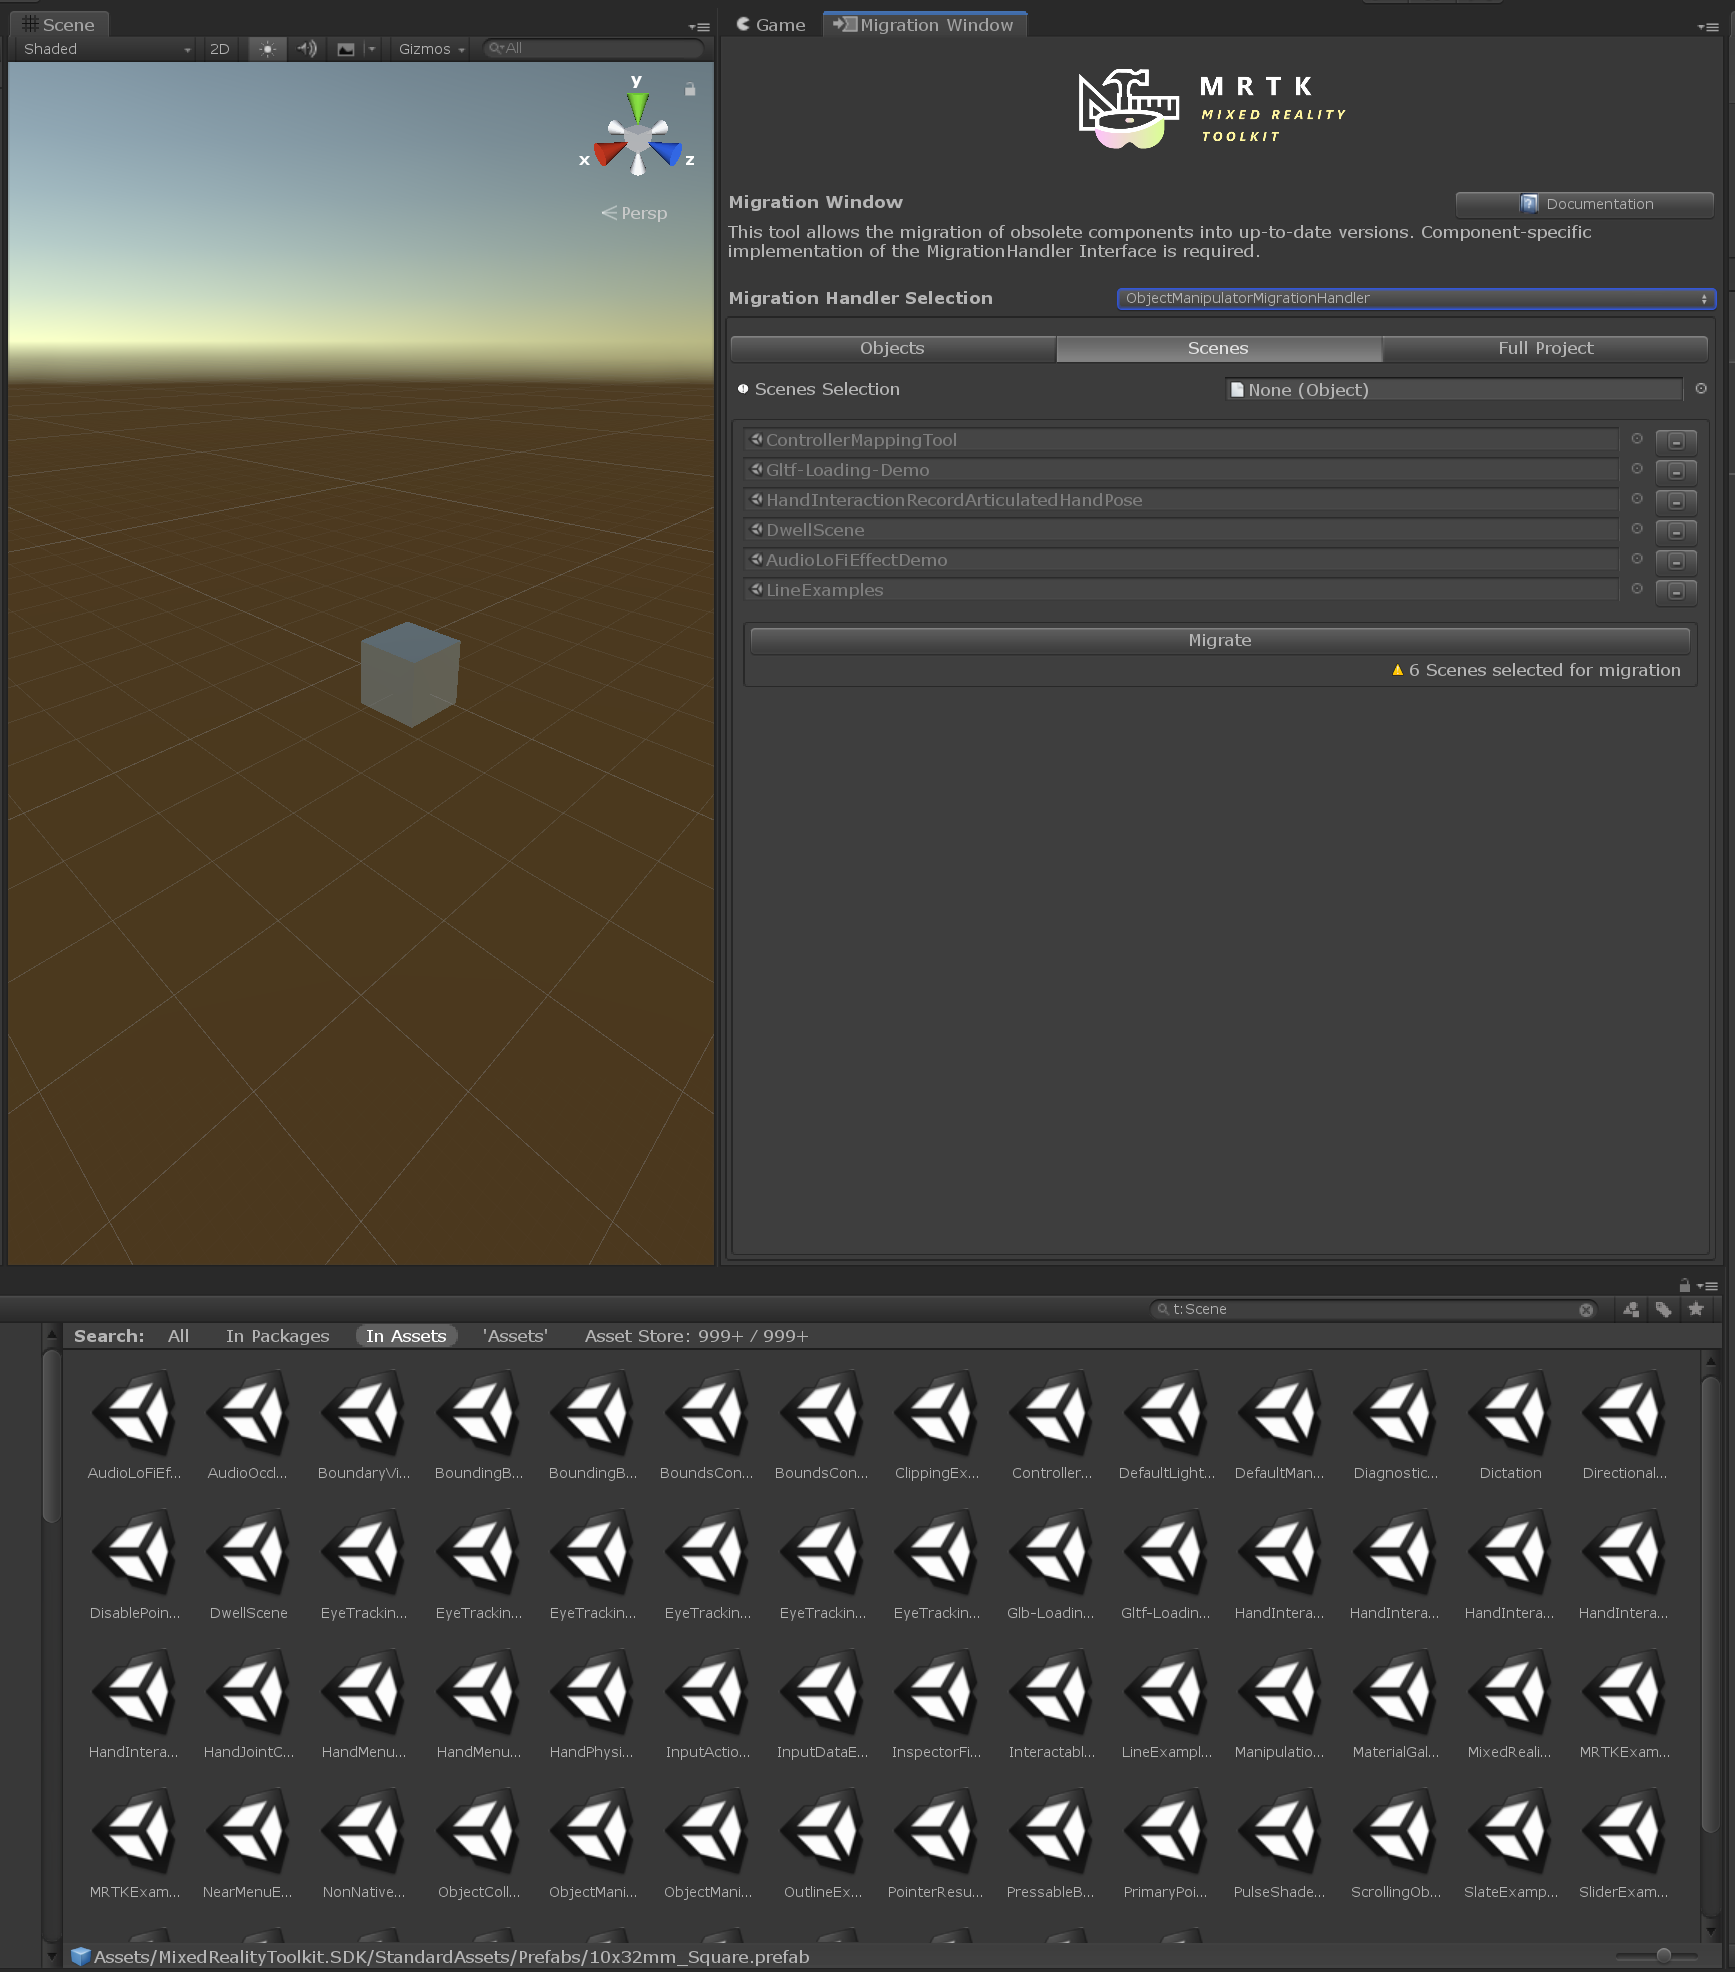 Scene
Shaded 2D Gizmos All
y
x z
Persp
Game Migration Window
MRTK
MIXED REALITY
TOOLKIT
Migration Window
Documentation
This tool allows the migration of obsolete components into up-to-date versions. Component-specific
implementation of the MigrationHandler Interface is required.
Migration Handler Selection ObjectManipulatorMigrationHandler
Objects Scenes Full Project
Scenes Selection None (Object)
ControllerMappingTool
Gltf-Loading-Demo
HandInteractionRecordArticulatedHandPose
DwellScene
AudioLoFiEffectDemo
LineExamples
Migrate
6 Scenes selected for migration
t:Scene
Search: All In Packages In Assets 'Assets' Asset Store: 999+ / 999+
AudioLoFiEf... AudioOccl... BoundaryVi... BoundingB... BoundingB... BoundsCon... BoundsCon... ClippingEx... Controller... DefaultLight... DefaultMan... Diagnostic... Dictation Directional...
DisablePoin... DwellScene EyeTrackin... EyeTrackin... EyeTrackin... EyeTrackin... EyeTrackin... EyeTrackin... Glb-Loadin... Gltf-Loadin... HandIntera... HandIntera... HandIntera... HandIntera...
HandIntera... HandJointC... HandMenu... HandMenu... HandPhysi... InputActio... InputDataE... InspectorFi... Interactabl... LineExampl... Manipulatio... MaterialGal... MixedReali... MRTKExam...
MRTKExam... NearMenuE... NonNative... ObjectColl... ObjectMani... ObjectMani... OutlineEx... PointerResu... PressableB... PrimaryPoi... PulseShade... ScrollingOb... SlateExamp... SliderExam...
Assets/MixedRealityToolkit.SDK/StandardAssets/Prefabs/10x32mm_Square.prefab